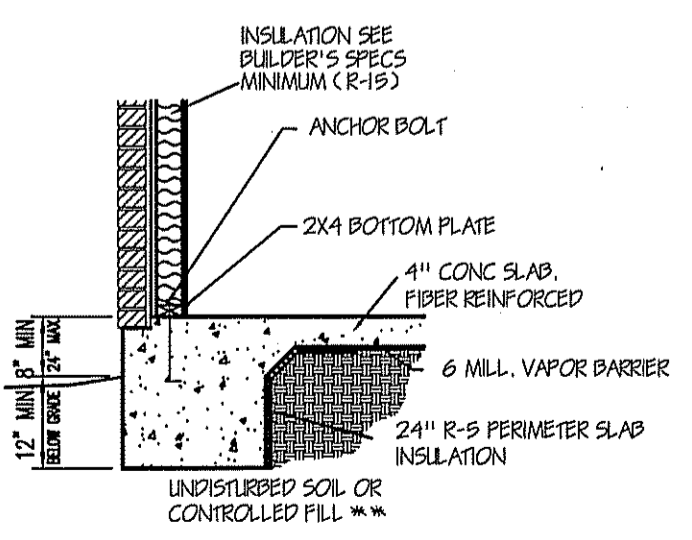 INSULATION SEE
BUILDER'S SPECS
MINIMUM (R-15)
ANCHOR BOLT
2X4 BOTTOM PLATE
4" CONC SLAB,
FIBER REINFORCED
8" MIN
24" MAX
6 MILL. VAPOR BARRIER
12" MIN
BELOW GRADE
24" R-5 PERIMETER SLAB
INSULATION
UNDISTURBED SOIL OR
CONTROLLED FILL **